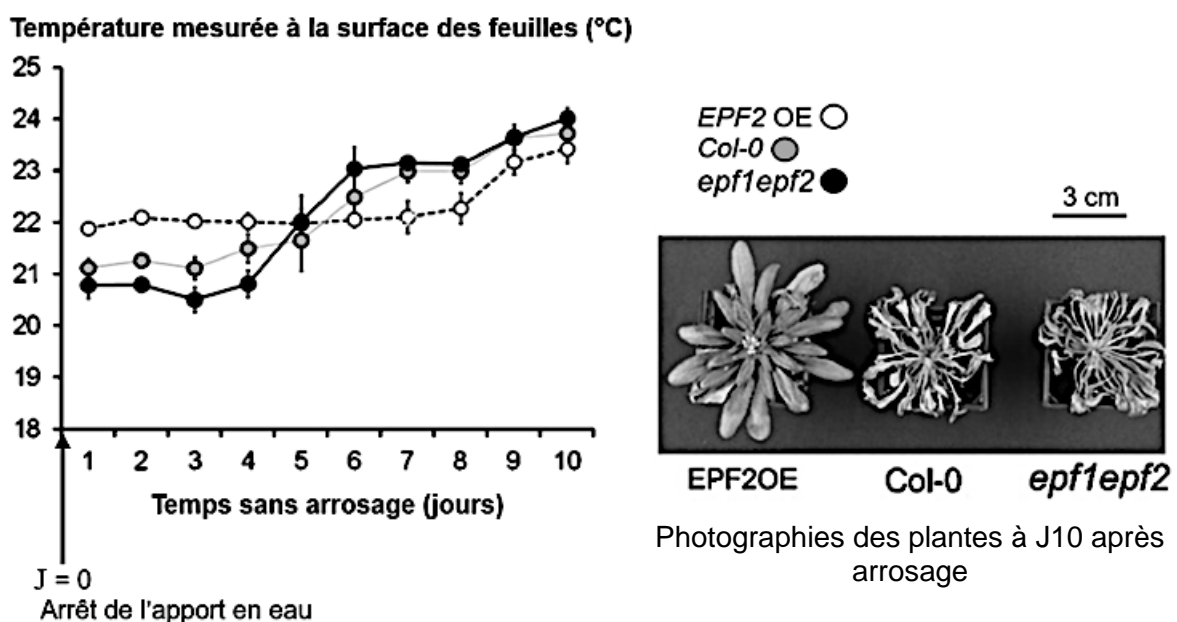 Température mesurée à la surface des feuilles (°C)
25
24
23
22
21
20
19
18
1 2 3 4 5 6 7 8 9 10
Temps sans arrosage (jours)
J = 0
Arrêt de l'apport en eau
EPF2 OE
Col-0
epf1epf2
3 cm
EPF2OE Col-0 epf1epf2
Photographies des plantes à J10 après
arrosage